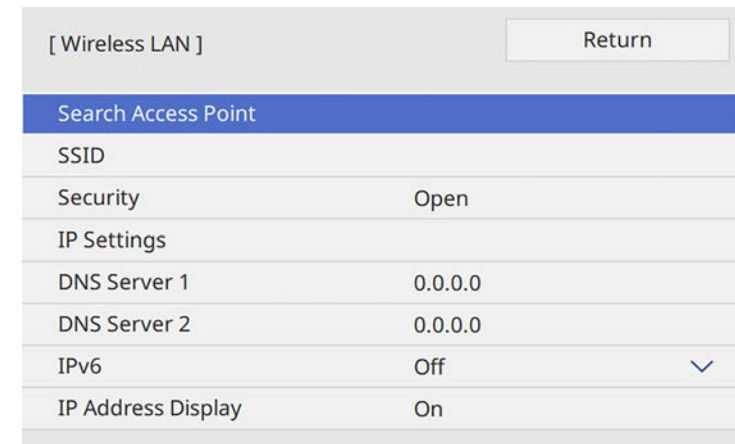 [ Wireless LAN ] Return
Search Access Point
SSID
Security Open
IP Settings
DNS Server 1 0.0.0.0
DNS Server 2 0.0.0.0
IPv6 Off
IP Address Display On